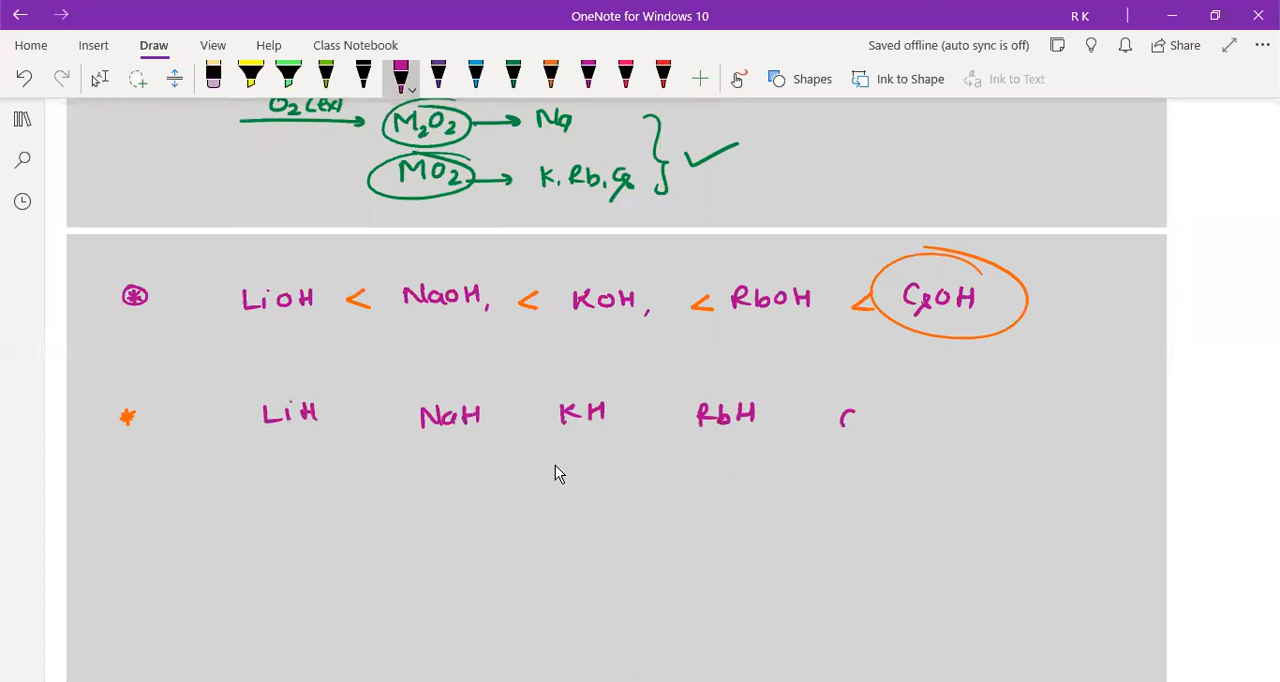 OneNote for Windows 10
R K
Home Insert Draw View Help Class Notebook
Saved offline (auto sync is off) Share
Shapes Ink to Shape Ink to Text
O2 (ex) M2O2 → Na
MO2 → K, Rb, Cs
LiOH < NaOH, < KOH, < RbOH < CsOH
* LiH NaH KH RbH C